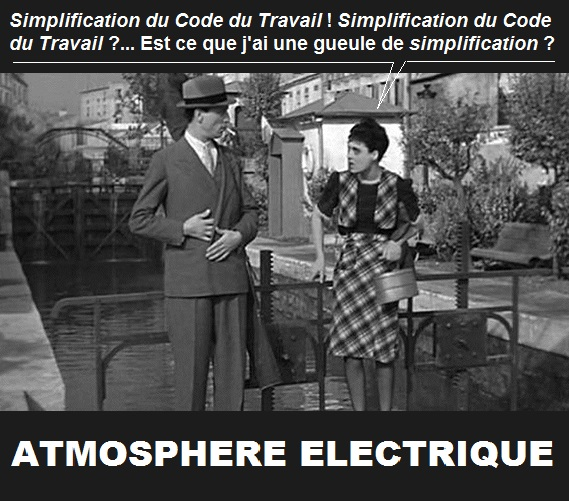 Simplification du Code du Travail ! Simplification du Code
du Travail ?... Est ce que j'ai une gueule de simplification ?
ATMOSPHERE ELECTRIQUE